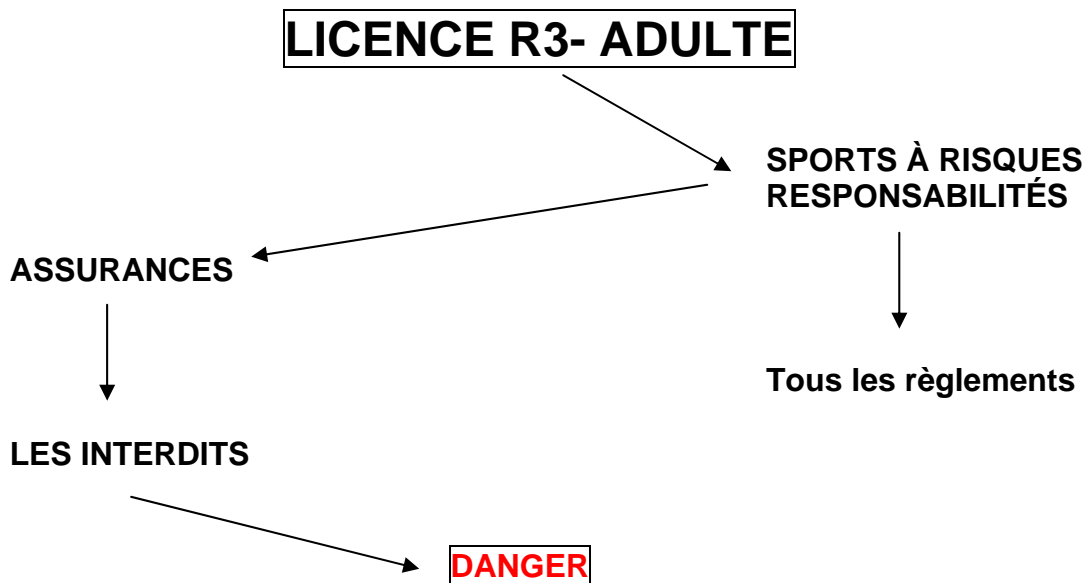 LICENCE R3- ADULTE
SPORTS À RISQUES
RESPONSABILITÉS
ASSURANCES
Tous les règlements
LES INTERDITS
DANGER